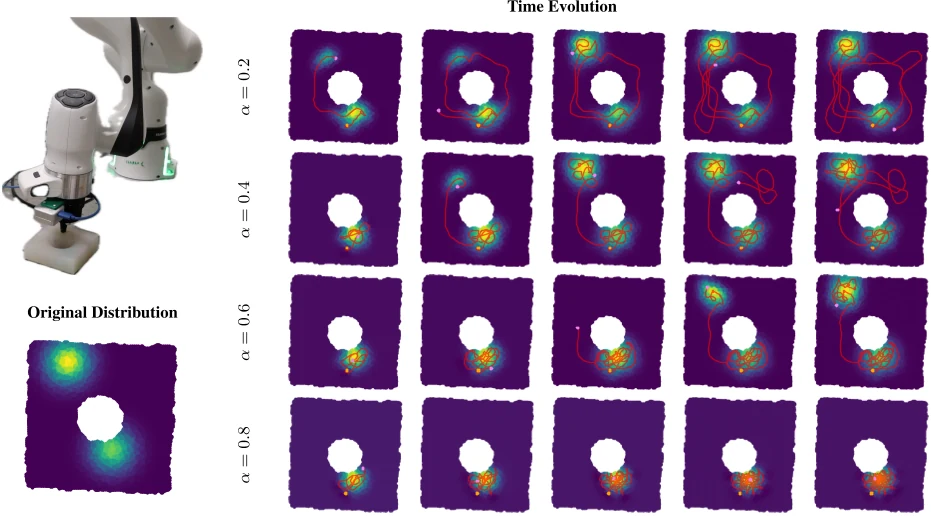 Time Evolution
α = 0.2
α = 0.4
α = 0.6
α = 0.8
Original Distribution